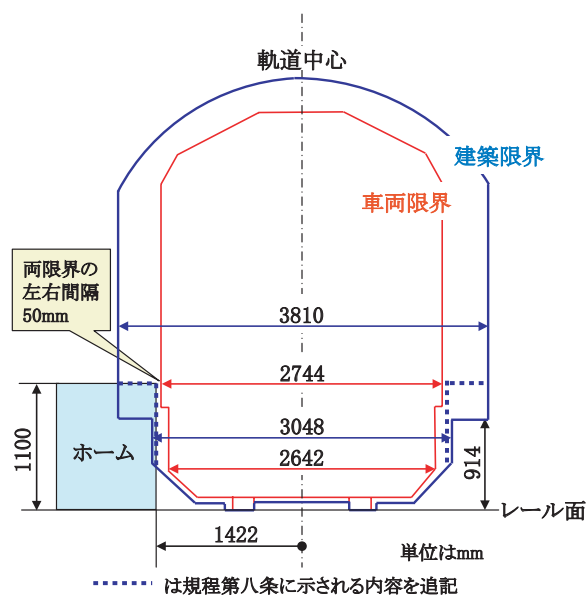 軌道中心
建築限界
車両限界
両限界の
左右間隔
50mm
3810
2744
3048
2642
1100
ホーム
914
レール面
1422
単位はmm
は規程第八条に示される内容を追記